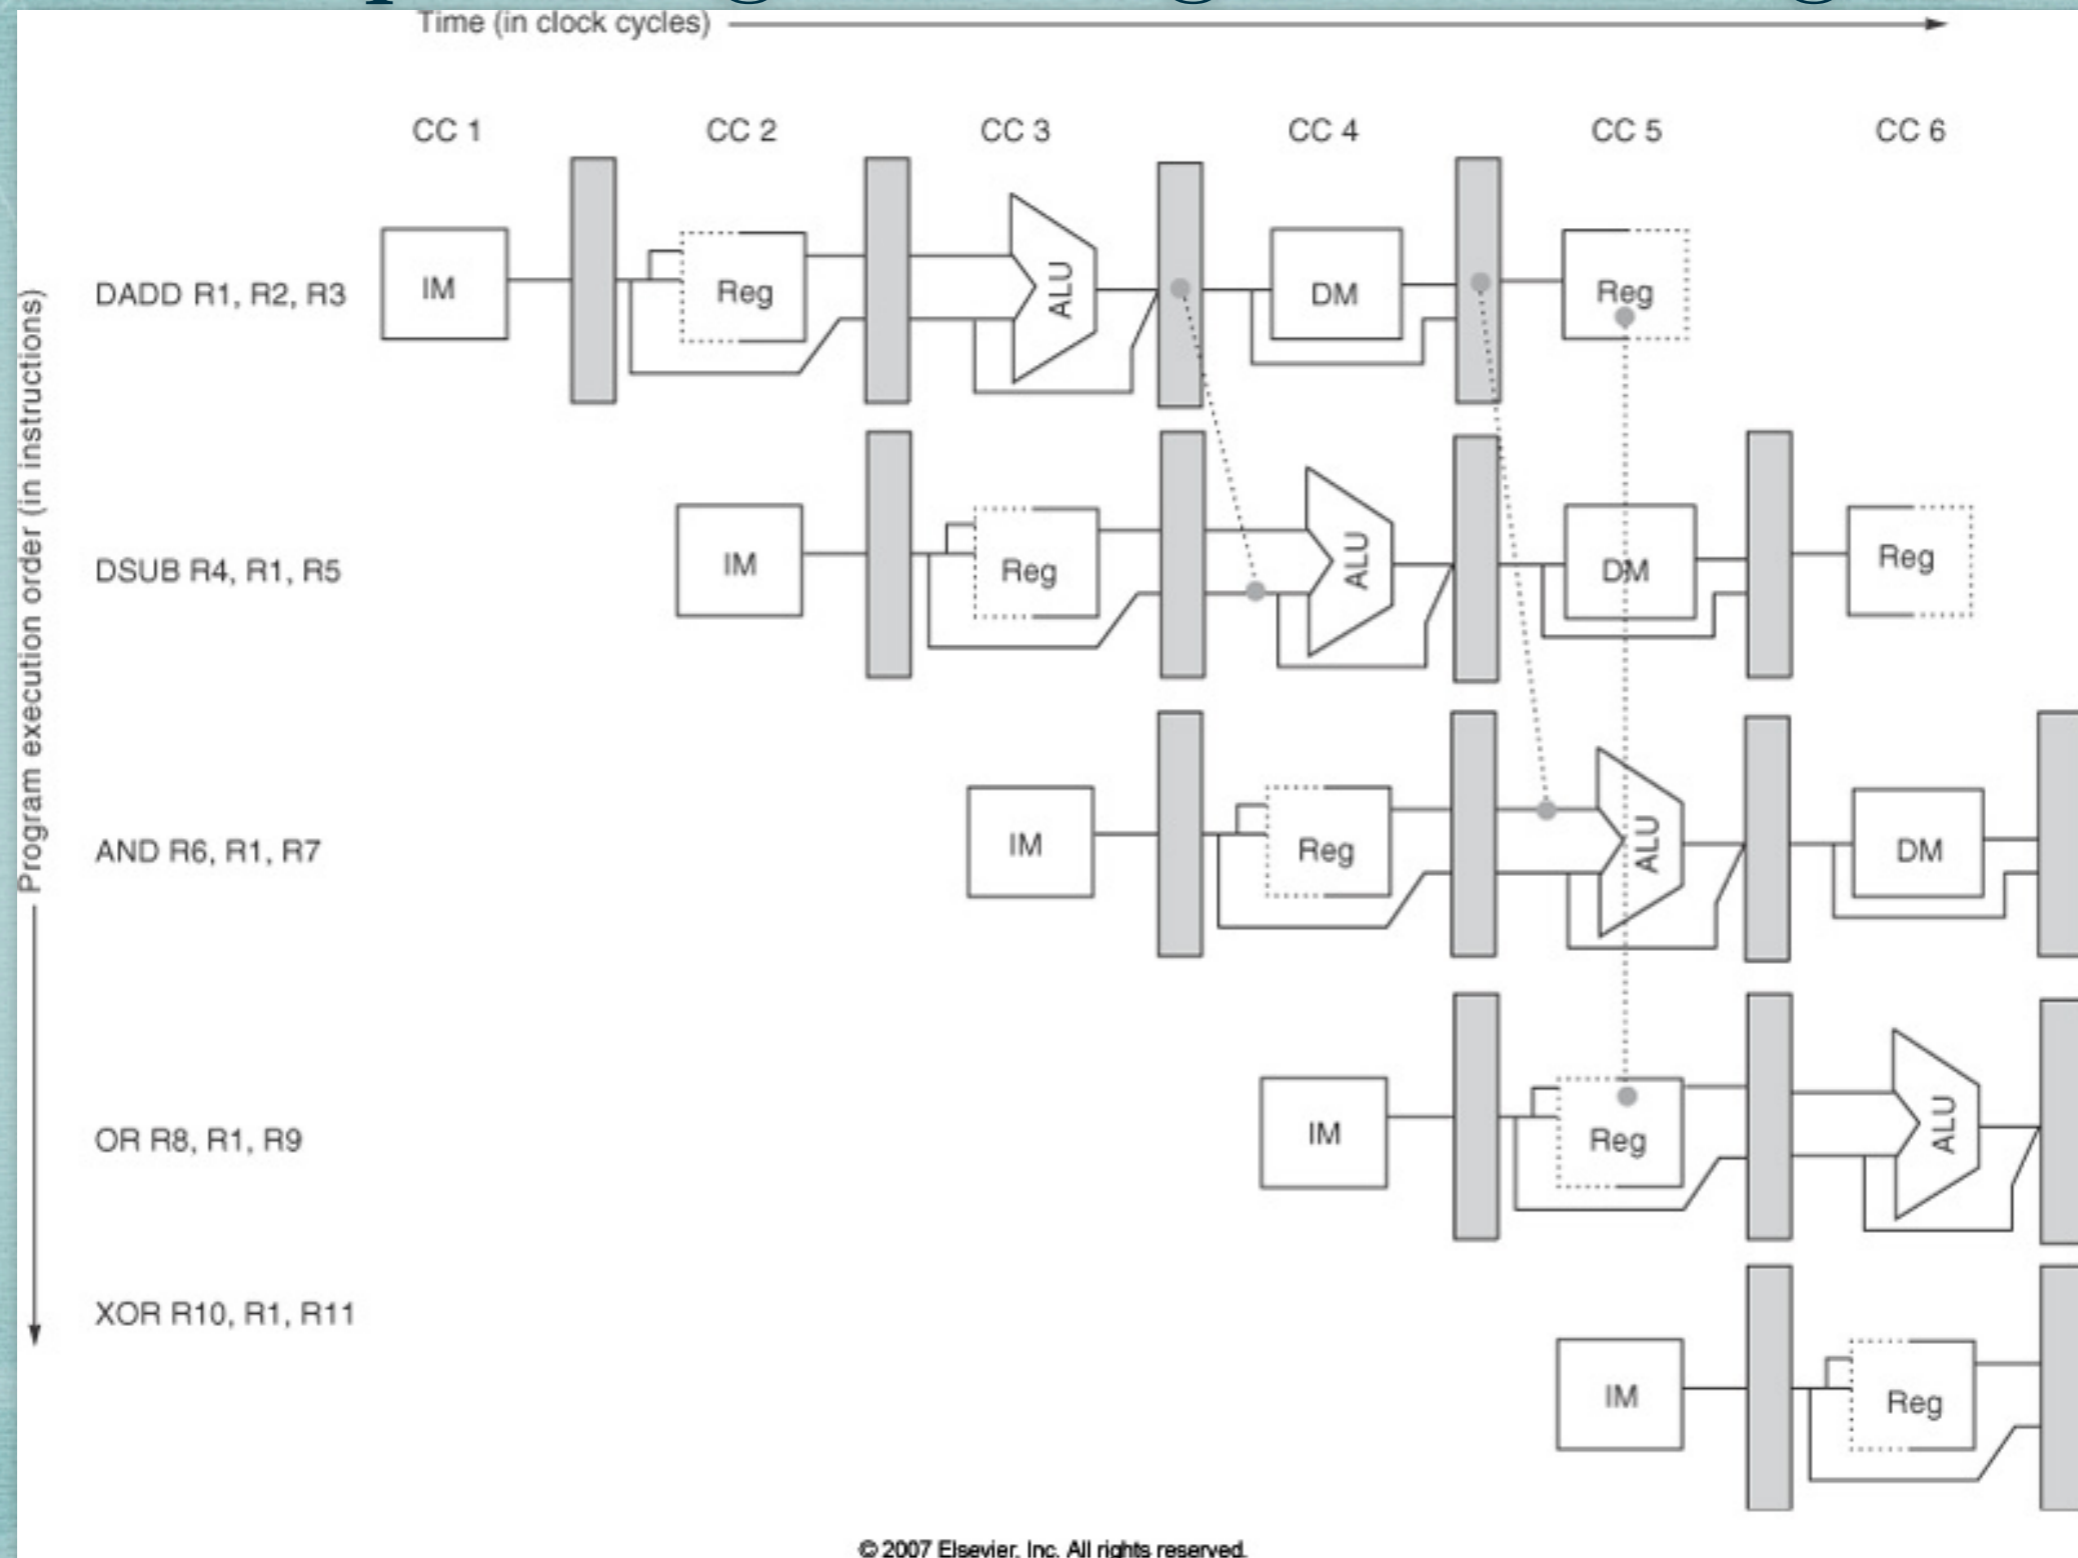 Time (in clock cycles)
CC 1 CC 2 CC 3 CC 4 CC 5 CC 6
Program execution order (in instructions)
DADD R1, R2, R3 IM Reg ALU DM Reg
DSUB R4, R1, R5 IM Reg ALU DM Reg
AND R6, R1, R7 IM Reg ALU DM
OR R8, R1, R9 IM Reg ALU
XOR R10, R1, R11 IM Reg
© 2007 Elsevier, Inc. All rights reserved.